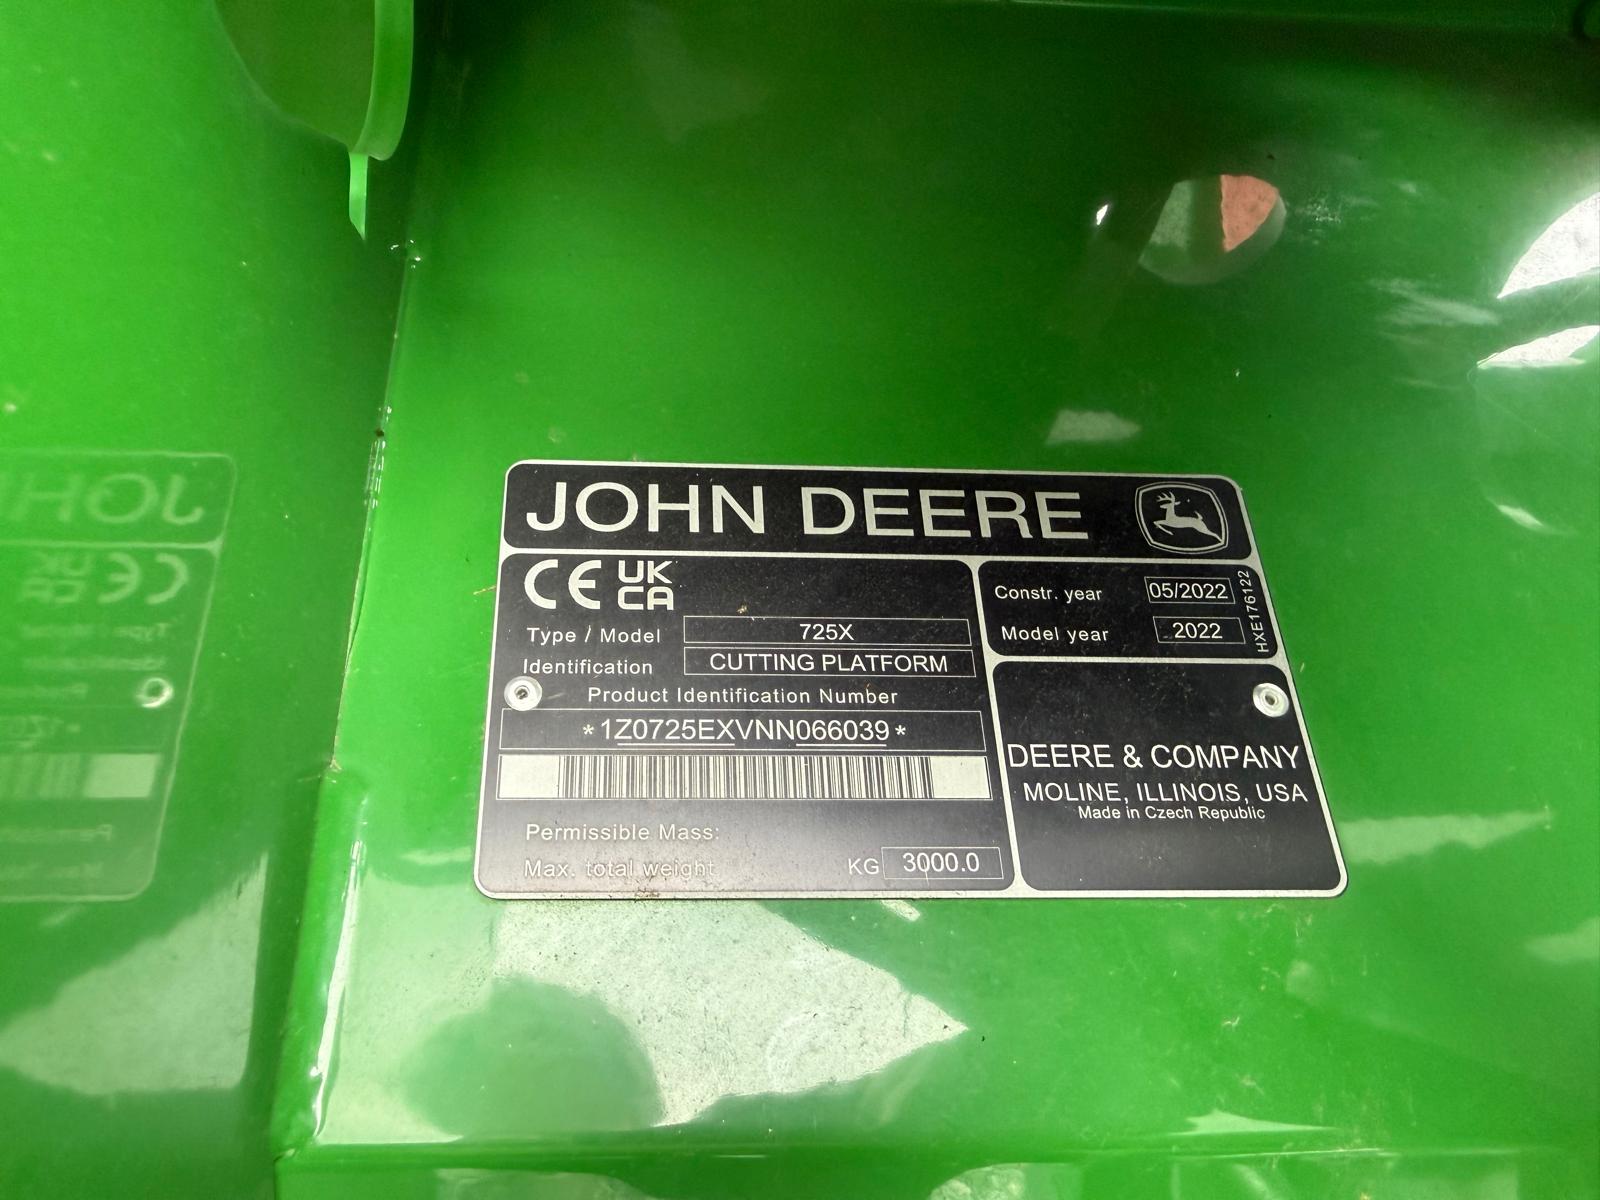 JOHN DEERE
CE UK CA
Type / Model 725X
Identification CUTTING PLATFORM
Product Identification Number
*1Z0725EXVNN066039*
Permissible Mass:
Max. total weight KG 3000.0
Constr. year 05/2022
Model year 2022
HXE176122
DEERE & COMPANY
MOLINE, ILLINOIS, USA
Made in Czech Republic